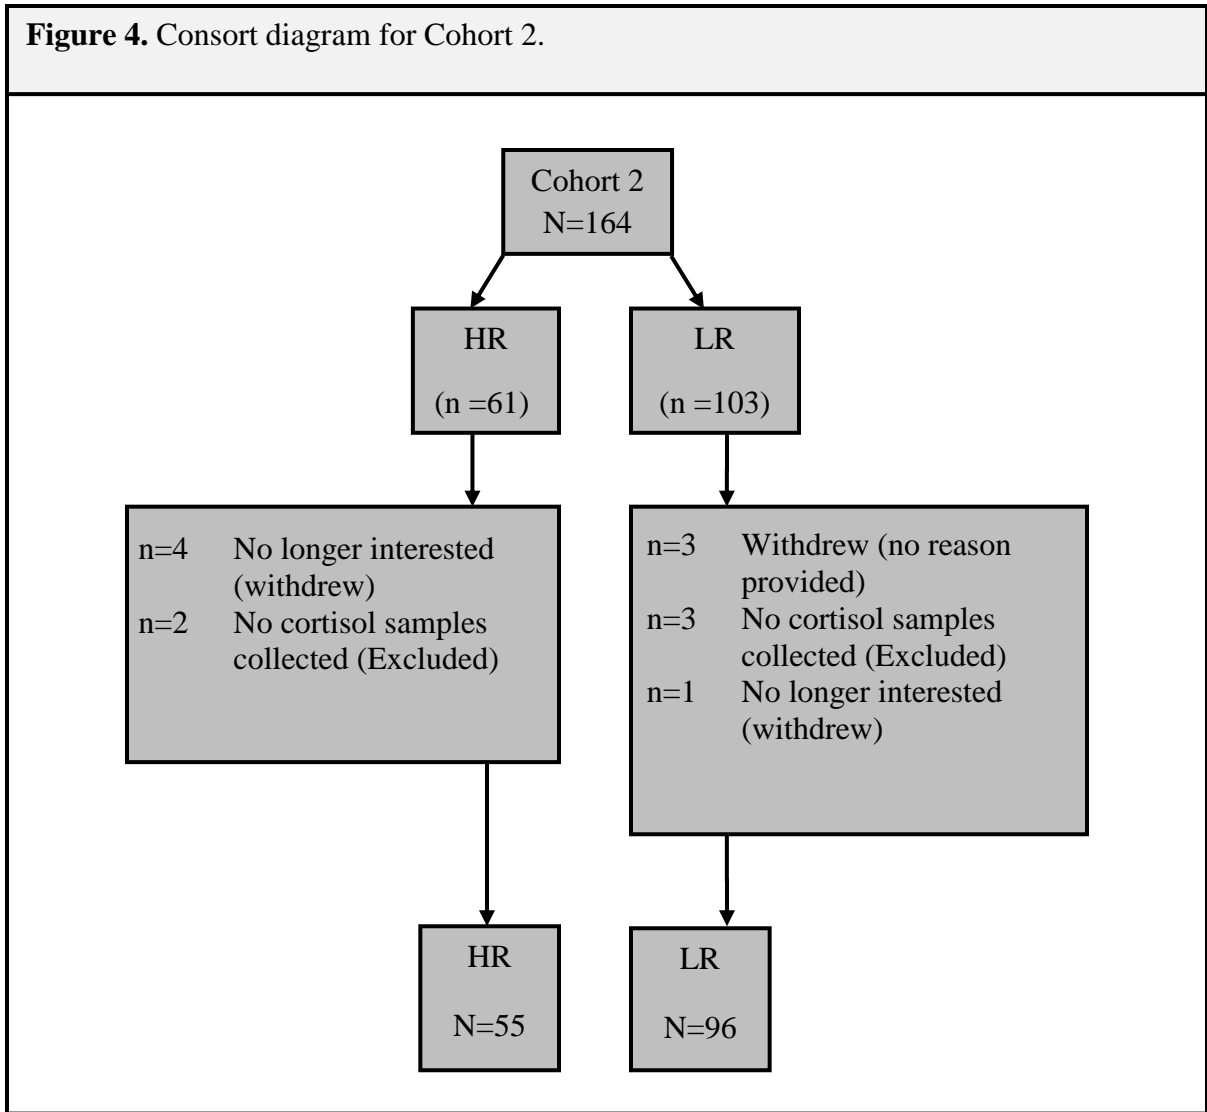 Figure 4. Consort diagram for Cohort 2.
Cohort 2
N=164
HR
(n =61)
LR
(n =103)
n=4 No longer interested
(withdrew)
n=2 No cortisol samples
collected (Excluded)
n=3 Withdrew (no reason
provided)
n=3 No cortisol samples
collected (Excluded)
n=1 No longer interested
(withdrew)
HR
N=55
LR
N=96